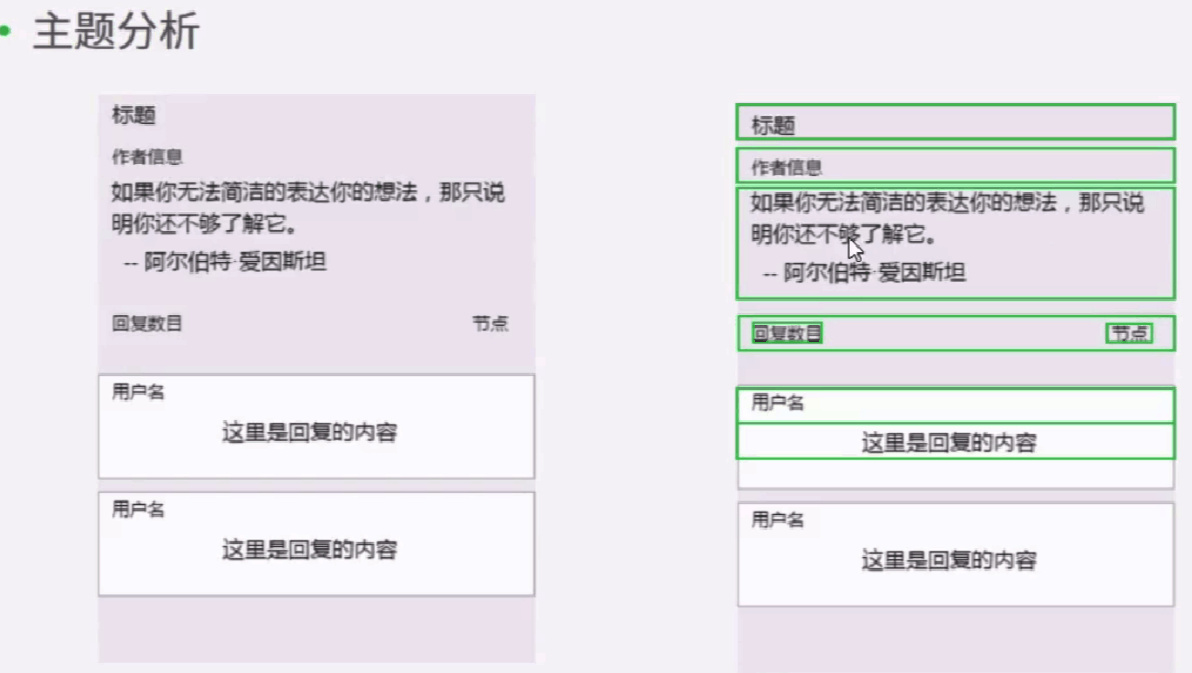 主题分析
标题
作者信息
如果你无法简洁的表达你的想法，那只说
明你还不够了解它。
-- 阿尔伯特·爱因斯坦
回复数目 节点
用户名
这里是回复的内容
用户名
这里是回复的内容
标题
作者信息
如果你无法简洁的表达你的想法，那只说
明你还不够了解它。
-- 阿尔伯特·爱因斯坦
回复数目 节点
用户名
这里是回复的内容
用户名
这里是回复的内容